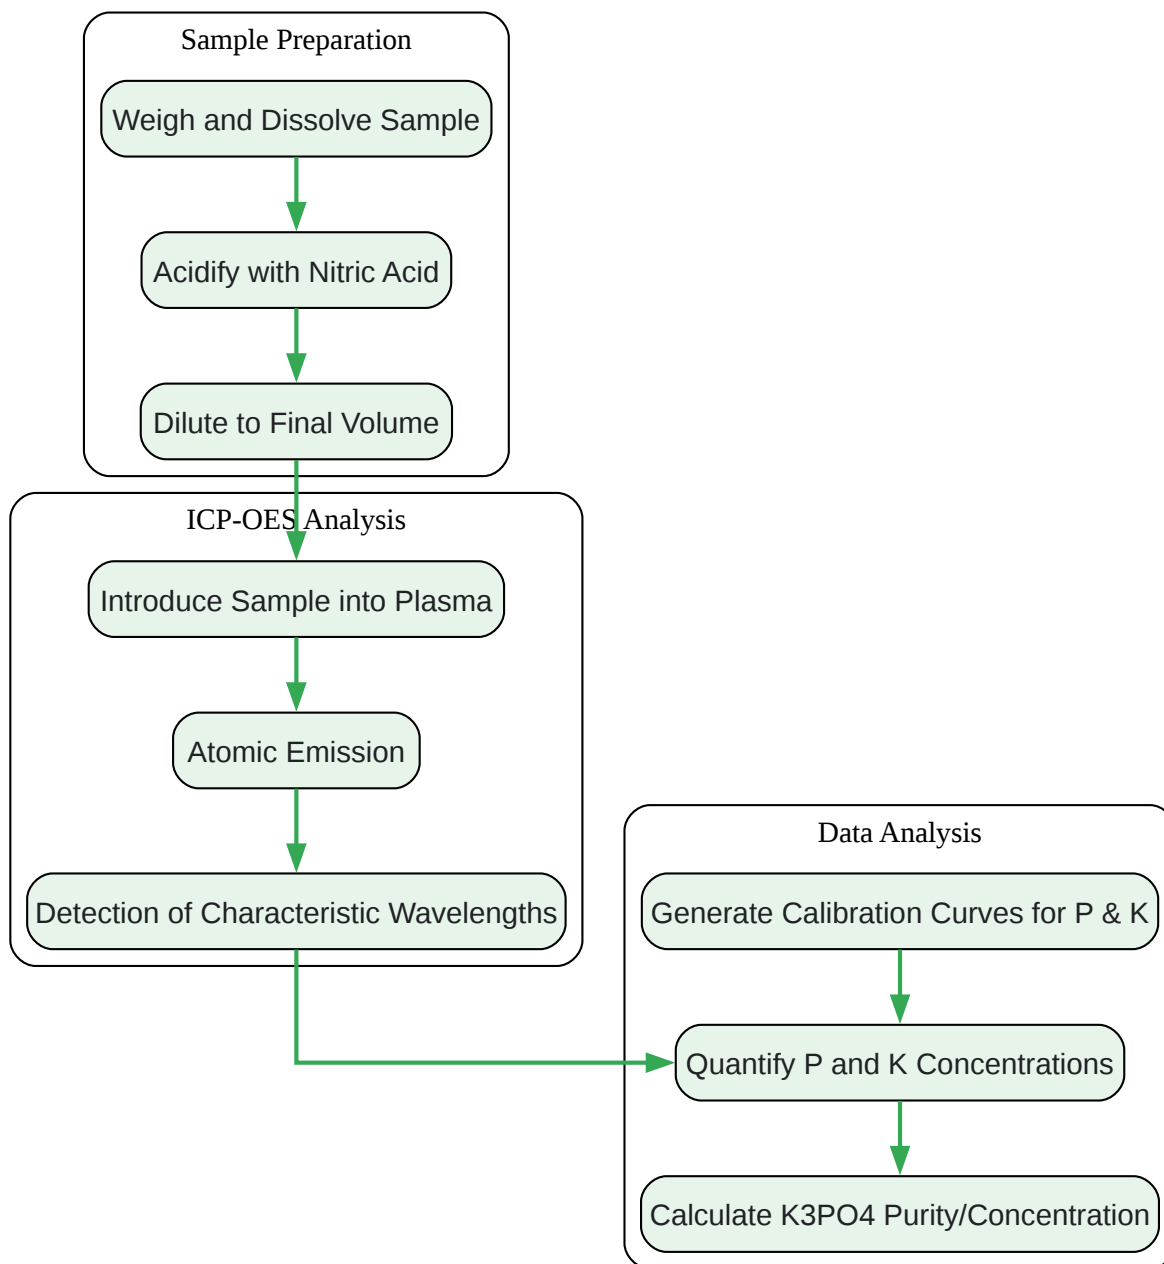 Sample Preparation
Weigh and Dissolve Sample
Acidify with Nitric Acid
Dilute to Final Volume
ICP-OES Analysis
Introduce Sample into Plasma
Atomic Emission
Detection of Characteristic Wavelengths
Data Analysis
Generate Calibration Curves for P & K
Quantify P and K Concentrations
Calculate K3PO4 Purity/Concentration